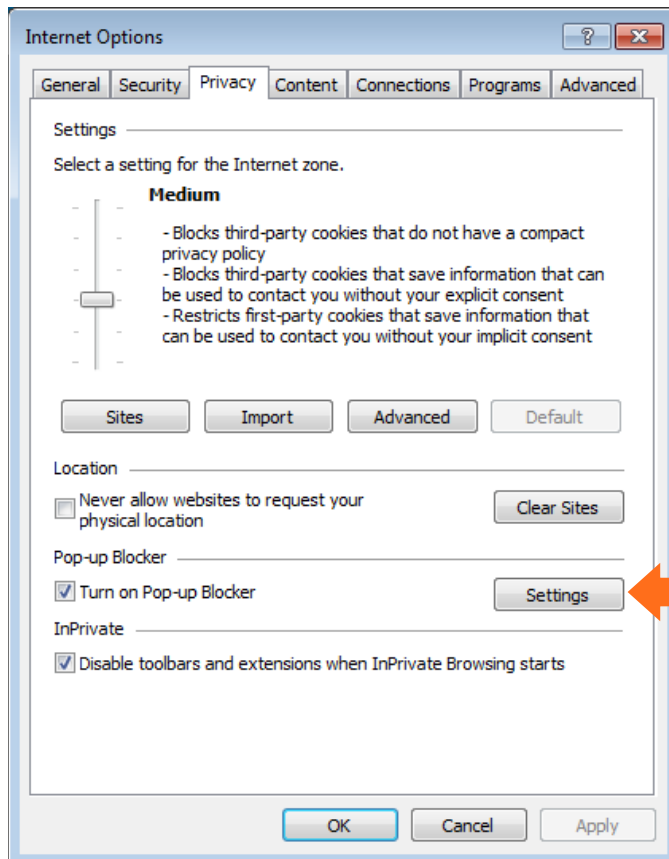 Internet Options
General Security Privacy Content Connections Programs Advanced
Settings
Select a setting for the Internet zone.
Medium
- Blocks third-party cookies that do not have a compact
privacy policy
- Blocks third-party cookies that save information that can
be used to contact you without your explicit consent
- Restricts first-party cookies that save information that
can be used to contact you without your implicit consent
Sites Import Advanced Default
Location
Never allow websites to request your
physical location
Clear Sites
Pop-up Blocker
Turn on Pop-up Blocker
Settings
InPrivate
Disable toolbars and extensions when InPrivate Browsing starts
OK Cancel Apply